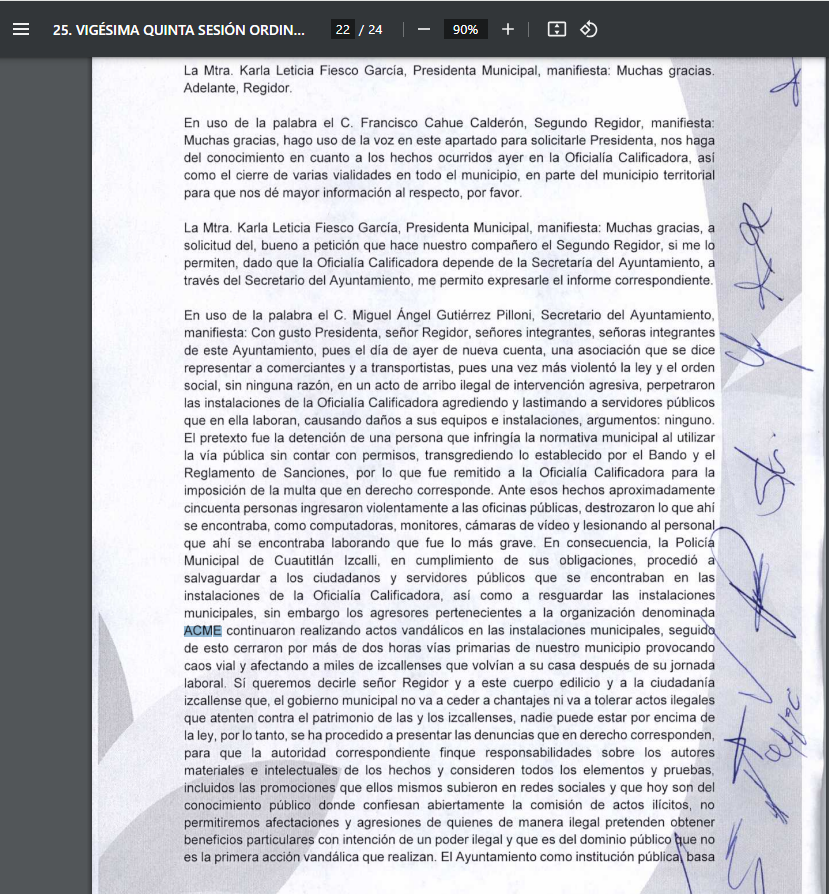 25. VIGÉSIMA QUINTA SESIÓN ORDIN... 22 / 24 90%
La Mtra. Karla Leticia Fiesco García, Presidenta Municipal, manifiesta: Muchas gracias.
Adelante, Regidor.
En uso de la palabra el C. Francisco Cahue Calderón, Segundo Regidor, manifiesta:
Muchas gracias, hago uso de la voz en este apartado para solicitarle Presidenta, nos haga
del conocimiento en cuanto a los hechos ocurridos ayer en la Oficialía Calificadora, así
como el cierre de varias vialidades en todo el municipio, en parte del municipio territorial
para que nos dé mayor información al respecto, por favor.
La Mtra. Karla Leticia Fiesco García, Presidenta Municipal, manifiesta: Muchas gracias, a
solicitud del, bueno a petición que hace nuestro compañero el Segundo Regidor, si me lo
permiten, dado que la Oficialía Calificadora depende de la Secretaría del Ayuntamiento, a
través del Secretario del Ayuntamiento, me permito expresarle el informe correspondiente.
En uso de la palabra el C. Miguel Ángel Gutiérrez Pilloni, Secretario del Ayuntamiento,
manifiesta: Con gusto Presidenta, señor Regidor, señores integrantes, señoras integrantes
de este Ayuntamiento, pues el día de ayer de nueva cuenta, una asociación que se dice
representar a comerciantes y a transportistas, pues una vez más violentó la ley y el orden
social, sin ninguna razón, en un acto de arribo ilegal de intervención agresiva, perpetraron
las instalaciones de la Oficialía Calificadora agrediendo y lastimando a servidores públicos
que en ella laboran, causando daños a sus equipos e instalaciones, argumentos: ninguno.
El pretexto fue la detención de una persona que infringía la normativa municipal al utilizar
la vía pública sin contar con permisos, transgrediendo lo establecido por el Bando y el
Reglamento de Sanciones, por lo que fue remitido a la Oficialía Calificadora para la
imposición de la multa que en derecho corresponde. Ante esos hechos aproximadamente
cincuenta personas ingresaron violentamente a las oficinas públicas, destrozaron lo que ahí
se encontraba, como computadoras, monitores, cámaras de vídeo y lesionando al personal
que ahí se encontraba laborando que fue lo más grave. En consecuencia, la Policía
Municipal de Cuautitlán Izcalli, en cumplimiento de sus obligaciones, procedió a
salvaguardar a los ciudadanos y servidores públicos que se encontraban en las
instalaciones de la Oficialía Calificadora, así como a resguardar las instalaciones
municipales, sin embargo los agresores pertenecientes a la organización denominada
ACME continuaron realizando actos vandálicos en las instalaciones municipales, seguido
de esto cerraron por más de dos horas vías primarias de nuestro municipio provocando
caos vial y afectando a miles de izcallenses que volvían a su casa después de su jornada
laboral. Sí queremos decirle señor Regidor y a este cuerpo edilicio y a la ciudadanía
izcallense que, el gobierno municipal no va a ceder a chantajes ni va a tolerar actos ilegales
que atenten contra el patrimonio de las y los izcallenses, nadie puede estar por encima de
la ley, por lo tanto, se ha procedido a presentar las denuncias que en derecho corresponden,
para que la autoridad correspondiente finque responsabilidades sobre los autores
materiales e intelectuales de los hechos y consideren todos los elementos y pruebas,
incluidos las promociones que ellos mismos subieron en redes sociales y que hoy son del
conocimiento público donde confiesan abiertamente la comisión de actos ilícitos, no
permitiremos afectaciones y agresiones de quienes de manera ilegal pretenden obtener
beneficios particulares con intención de un poder ilegal y que es del dominio público que no
es la primera acción vandálica que realizan. El Ayuntamiento como institución pública, basa